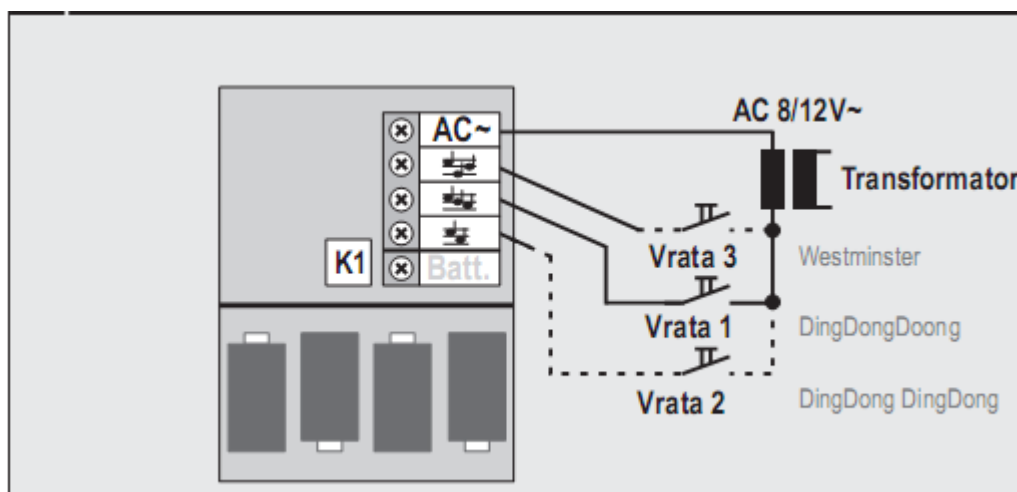 AC 8/12V~
AC~
Transformator
K1
Batt.
Vrata 3
Westminster
Vrata 1
DingDongDoong
Vrata 2
DingDong DingDong